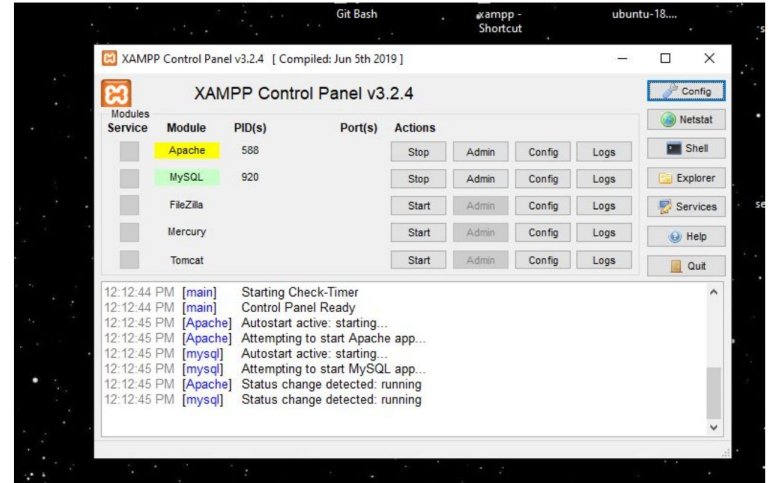 Git Bash
xampp -
Shortcut
ubuntu-18....
XAMPP Control Panel v3.2.4 [ Compiled: Jun 5th 2019 ]
XAMPP Control Panel v3.2.4
Config
Modules
Service Module PID(s) Port(s) Actions
Netstat
Apache 588 Stop Admin Config Logs
Shell
MySQL 920 Stop Admin Config Logs
Explorer
FileZilla Start Admin Config Logs
Services
Mercury Start Admin Config Logs
Help
Tomcat Start Admin Config Logs
Quit
12:12:44 PM [main] Starting Check-Timer
12:12:44 PM [main] Control Panel Ready
12:12:45 PM [Apache] Autostart active: starting...
12:12:45 PM [Apache] Attempting to start Apache app...
12:12:45 PM [mysql] Autostart active: starting...
12:12:45 PM [mysql] Attempting to start MySQL app...
12:12:45 PM [Apache] Status change detected: running
12:12:45 PM [mysql] Status change detected: running